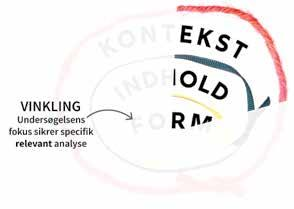 KONTEKST
INDHOLD
FORM
VINKLING
Undersøgelsens
fokus sikrer specifik
relevant analyse